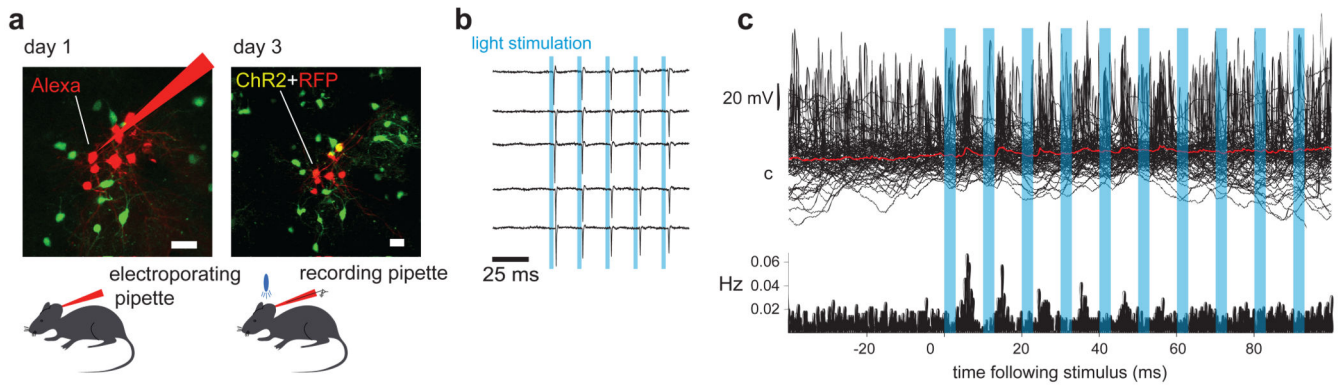 a
day 1
day 3
Alexa
ChR2+RFP
electroporating
pipette
recording pipette
b
light stimulation
25 ms
c
20 mV
c
Hz
0.06
0.04
0.02
-20
0
20
40
60
80
time following stimulus (ms)